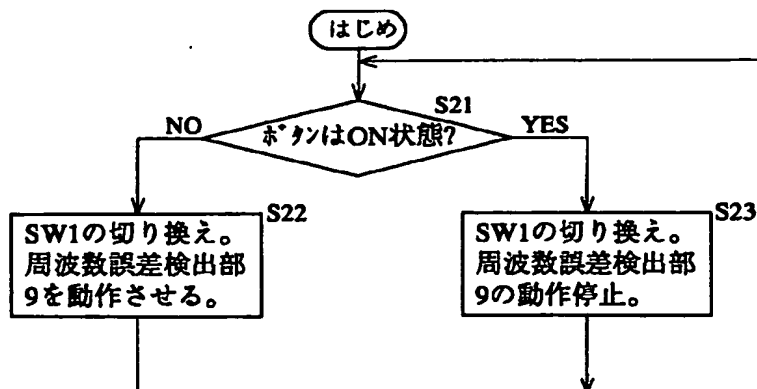 はじめ
S21
NO
ボタンはON状態?
YES
S22
SW1の切り換え。
周波数誤差検出部
9を動作させる。
S23
SW1の切り換え。
周波数誤差検出部
9の動作停止。